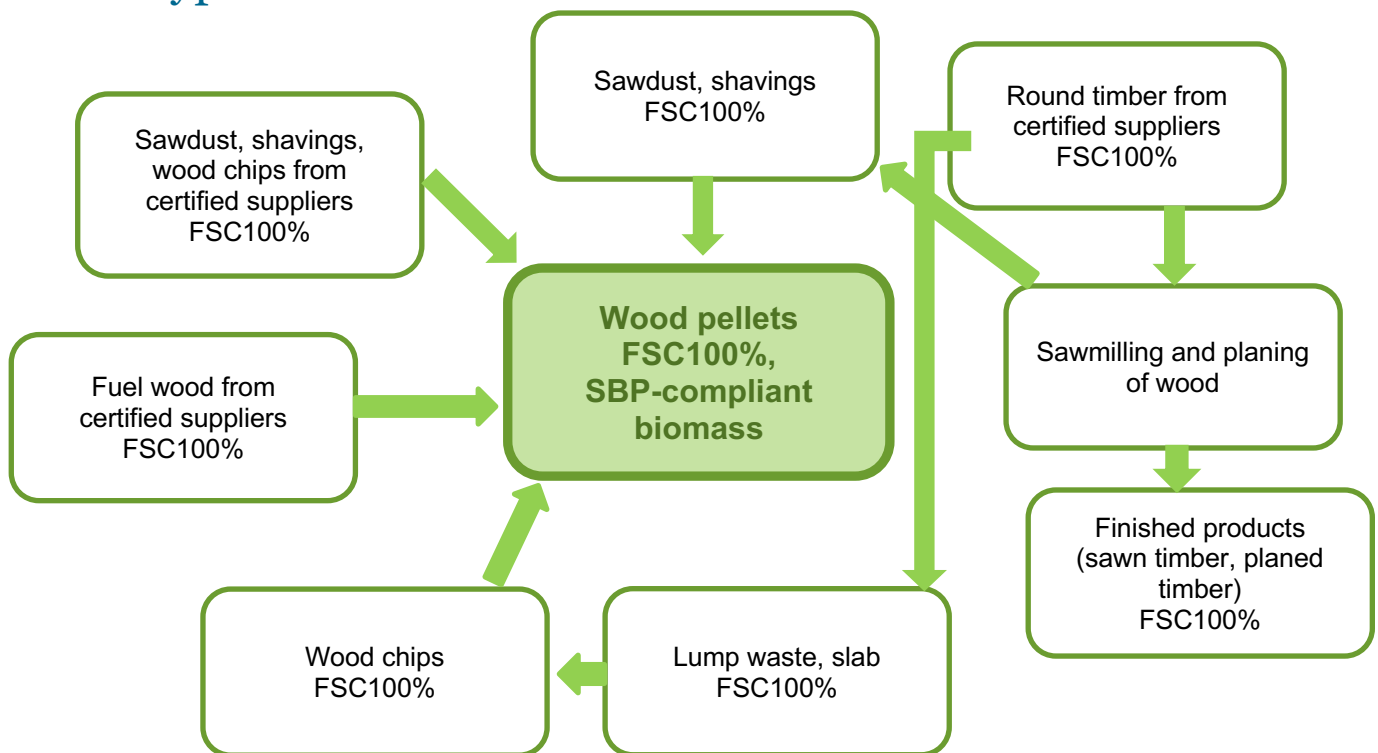 Sawdust, shavings
FSC100%
Round timber from
certified suppliers
FSC100%
Sawdust, shavings,
wood chips from
certified suppliers
FSC100%
Wood pellets
FSC100%,
SBP-compliant
biomass
Sawmilling and planing
of wood
Fuel wood from
certified suppliers
FSC100%
Finished products
(sawn timber, planed
timber)
FSC100%
Wood chips
FSC100%
Lump waste, slab
FSC100%